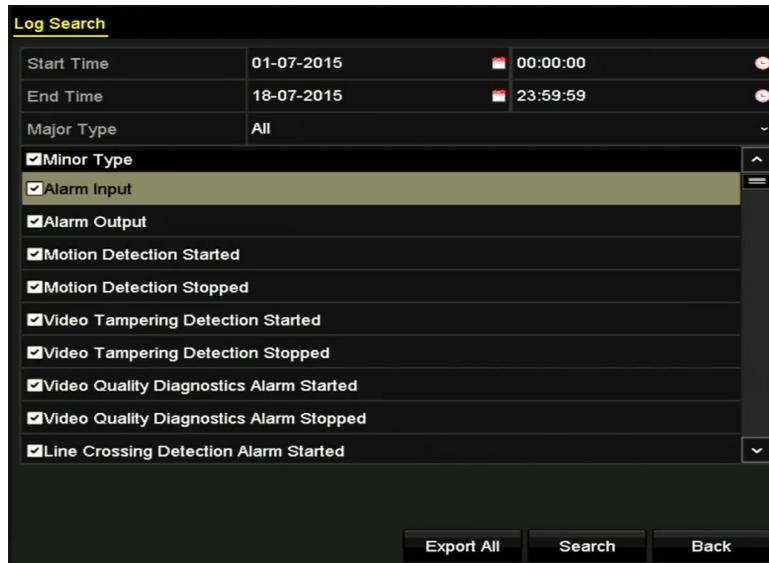 Log Search
Start Time 01-07-2015 00:00:00
End Time 18-07-2015 23:59:59
Major Type All
Minor Type
Alarm Input
Alarm Output
Motion Detection Started
Motion Detection Stopped
Video Tampering Detection Started
Video Tampering Detection Stopped
Video Quality Diagnostics Alarm Started
Video Quality Diagnostics Alarm Stopped
Line Crossing Detection Alarm Started
Export All Search Back